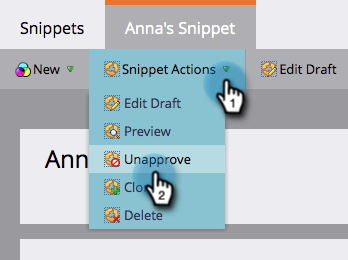 Snippets Anna's Snippet
New Snippet Actions Edit Draft
1
Edit Draft
Preview
Ann
Unapprove
Clo
2
Delete